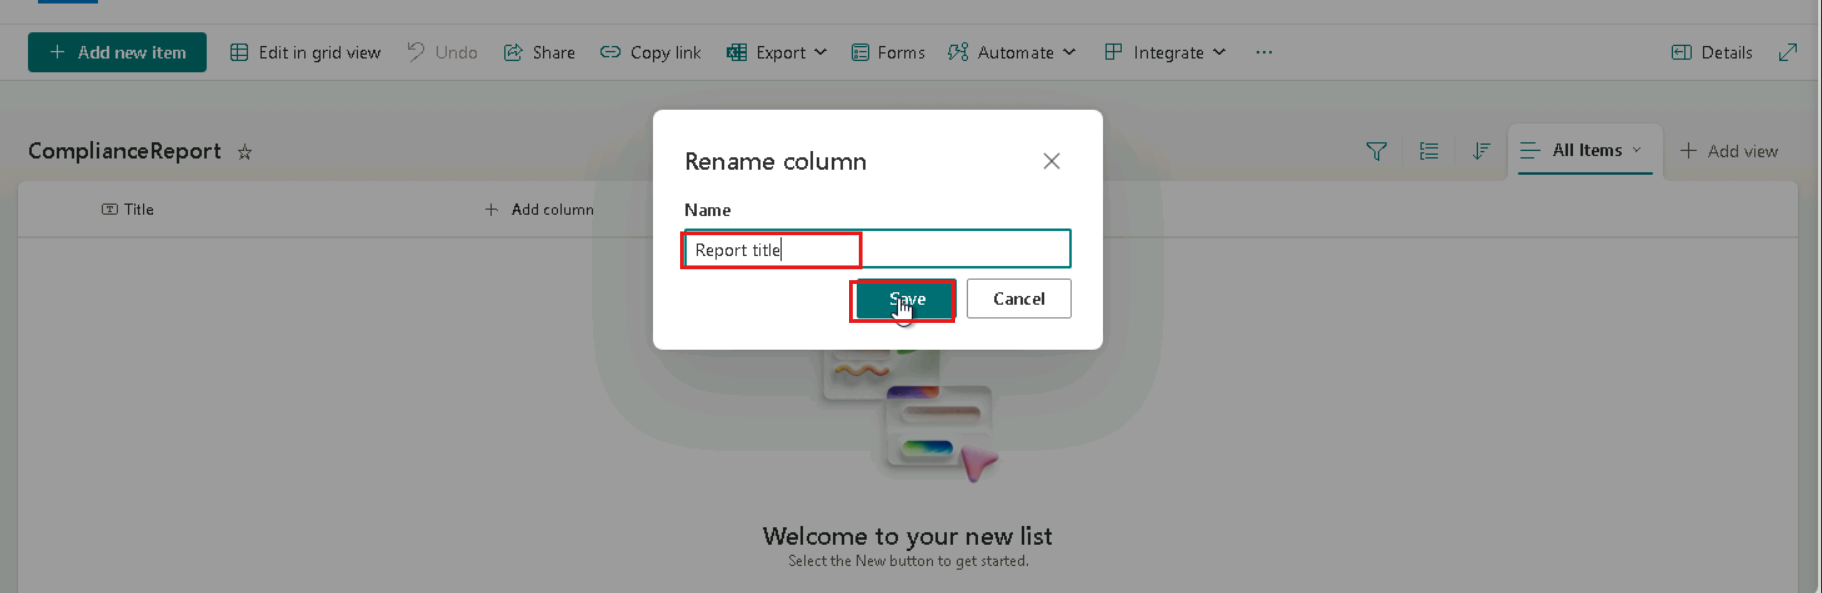 + Add new item Edit in grid view Undo Share Copy link Export Forms Automate Integrate ... Details
ComplianceReport
All Items + Add view
Title + Add column
Rename column
Name
Report title
Save Cancel
Welcome to your new list
Select the New button to get started.